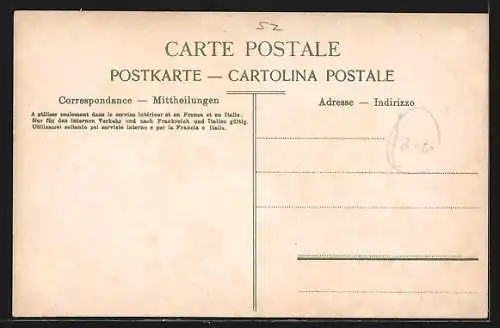 52
CARTE POSTALE
POSTKARTE — CARTOLINA POSTALE
Correspondance — Mittheilungen
A utiliser seulement dans le service intérieur et en France et en Italie.
Nur für den internen Verkehr und nach Frankreich und Italien gültig.
Utilizzarsi soltanto pel servizio interno e per la Francia e Italia.
Adresse — Indirizzo